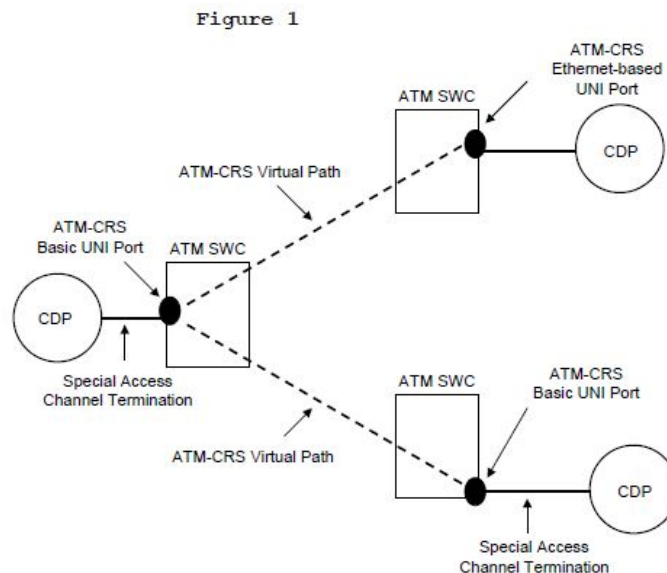 Figure 1
ATM-CRS
Ethernet-based
UNI Port
ATM SWC
CDP
ATM-CRS Virtual Path
ATM-CRS
Basic UNI Port
ATM SWC
CDP
Special Access
Channel Termination
ATM SWC
ATM-CRS
Basic UNI Port
ATM-CRS Virtual Path
CDP
Special Access
Channel Termination